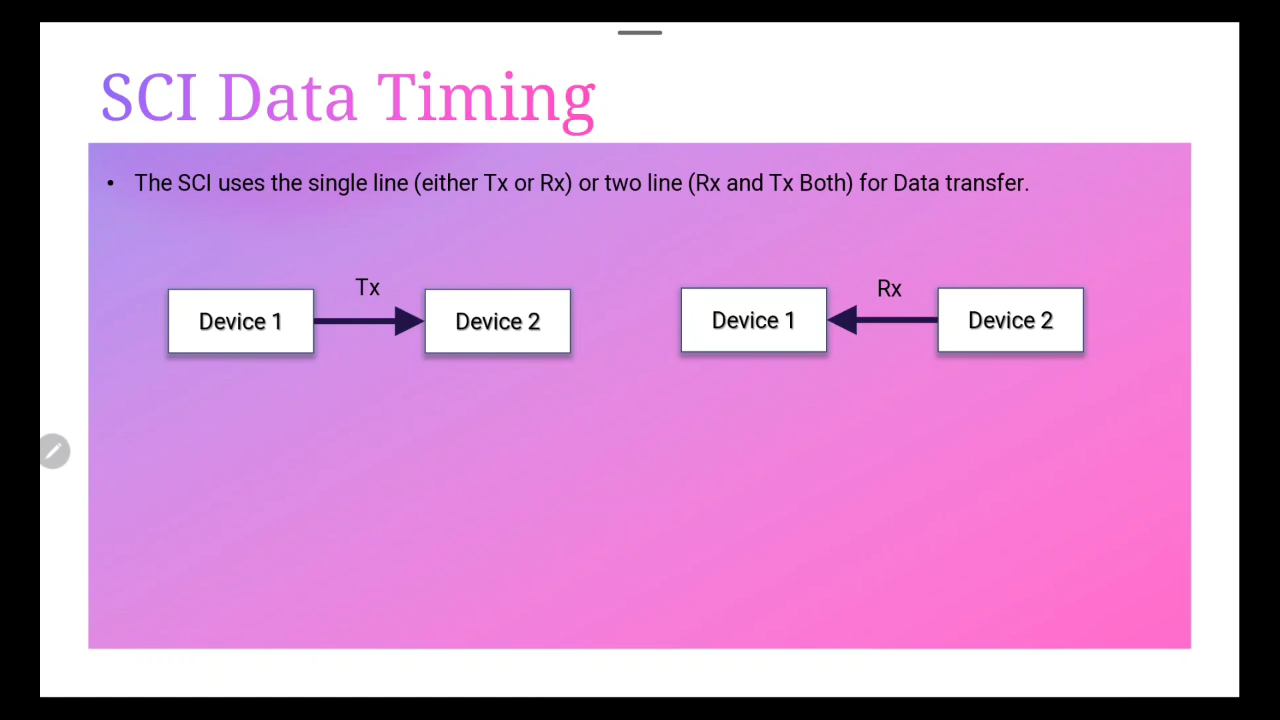 SCI Data Timing
• The SCI uses the single line (either Tx or Rx) or two line (Rx and Tx Both) for Data transfer.
Tx
Device 1
Device 2
Rx
Device 1
Device 2